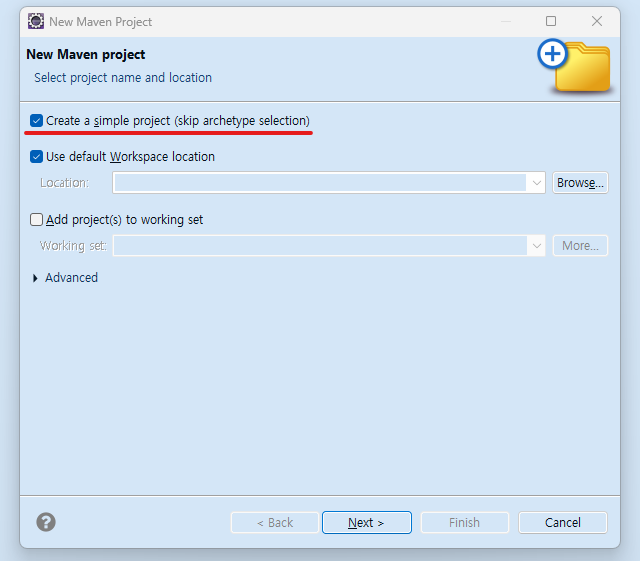 New Maven Project
New Maven project
Select project name and location
Create a simple project (skip archetype selection)
Use default Workspace location
Location:
Browse...
Add project(s) to working set
Working set:
More...
Advanced
?
< Back
Next >
Finish
Cancel